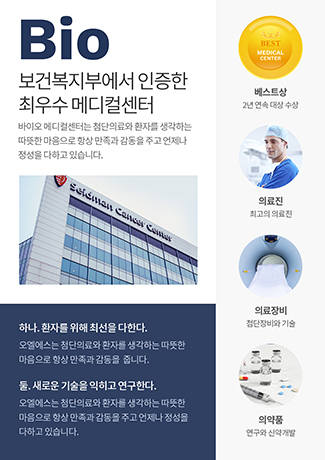 Bio
보건복지부에서 인증한
최우수 메디컬센터
바이오 메디컬센터는 첨단의료와 환자를 생각하는
따뜻한 마음으로 항상 만족과 감동을 주고 언제나
정성을 다하고 있습니다.
Seidman Cancer Center
하나. 환자를 위해 최선을 다한다.
오엘에스는 첨단의료와 환자를 생각하는 따뜻한
마음으로 항상 만족과 감동을 줍니다.
둘. 새로운 기술을 익히고 연구한다.
오엘에스는 첨단의료와 환자를 생각하는 따뜻한
마음으로 항상 만족과 감동을 주고 언제나 정성을
다하고 있습니다.
BEST
MEDICAL
CENTER
베스트상
2년 연속 대상 수상
의료진
최고의 의료진
의료장비
첨단장비와 기술
의약품
연구와 신약개발